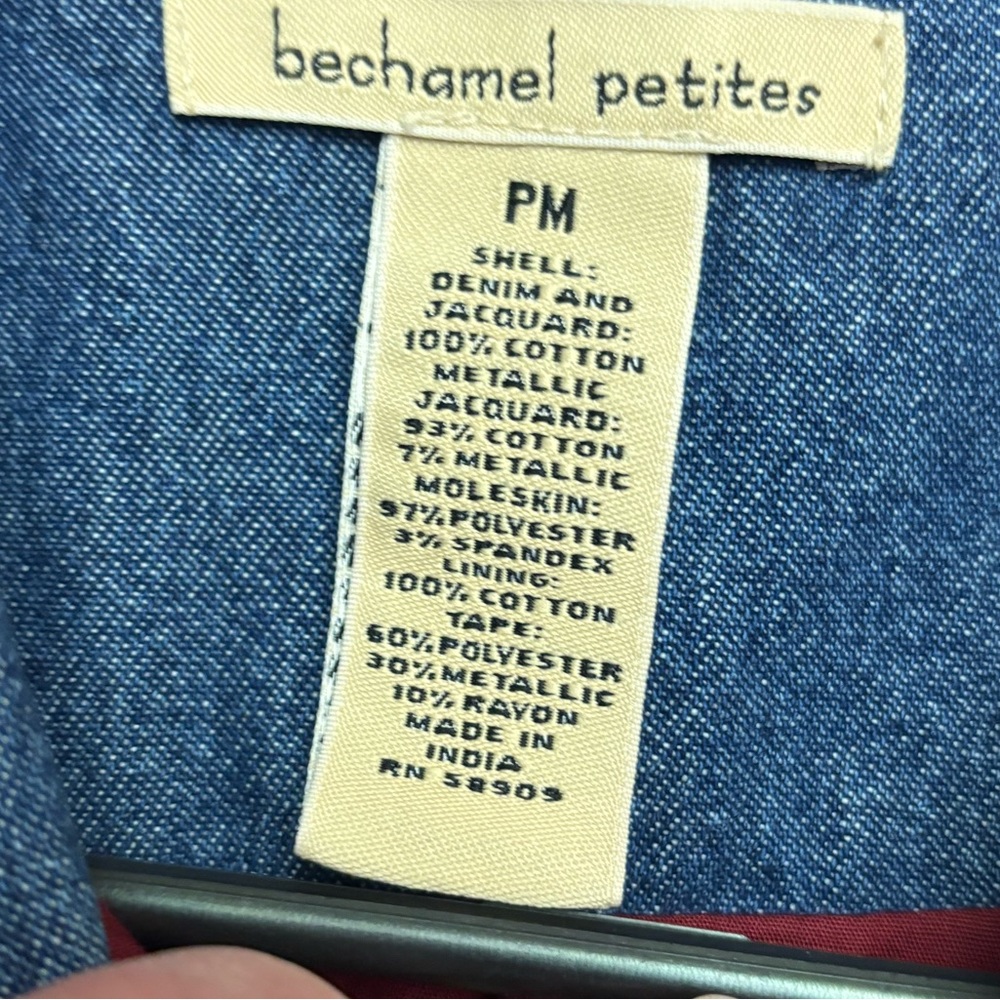 bechamel petites
PM
SHELL:
DENIM AND
JACQUARD:
100% COTTON
METALLIC
JACQUARD:
93% COTTON
7% METALLIC
MOLESKIN:
97% POLYESTER
3% SPANDEX
LINING:
100% COTTON
TAPE:
60% POLYESTER
30% METALLIC
10% RAYON
MADE IN
INDIA
RN 58909